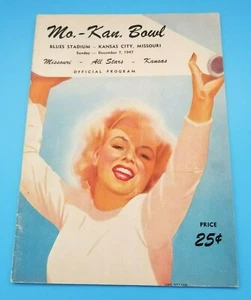 Mo.-Kan. Bowl
BLUES STADIUM - KANSAS CITY, MISSOURI
Sunday — December 7, 1947
Missouri - All Stars - Kansas
OFFICIAL PROGRAM
PRICE
25¢